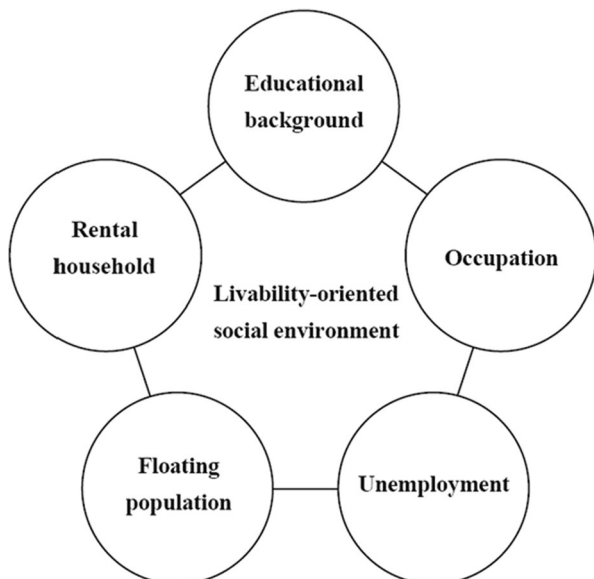 Educational
background
Rental
household
Occupation
Livability-oriented
social environment
Floating
population
Unemployment